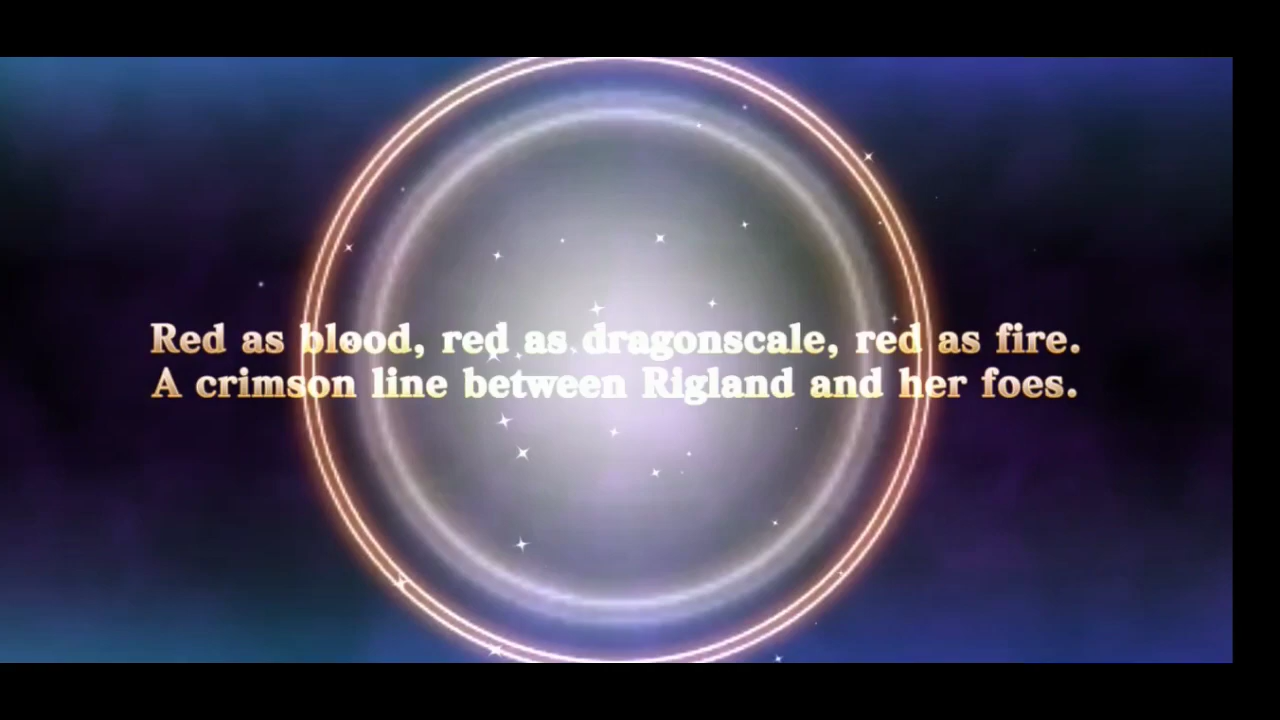 Red as blood, red as dragonscale, red as fire.
A crimson line between Rigland and her foes.